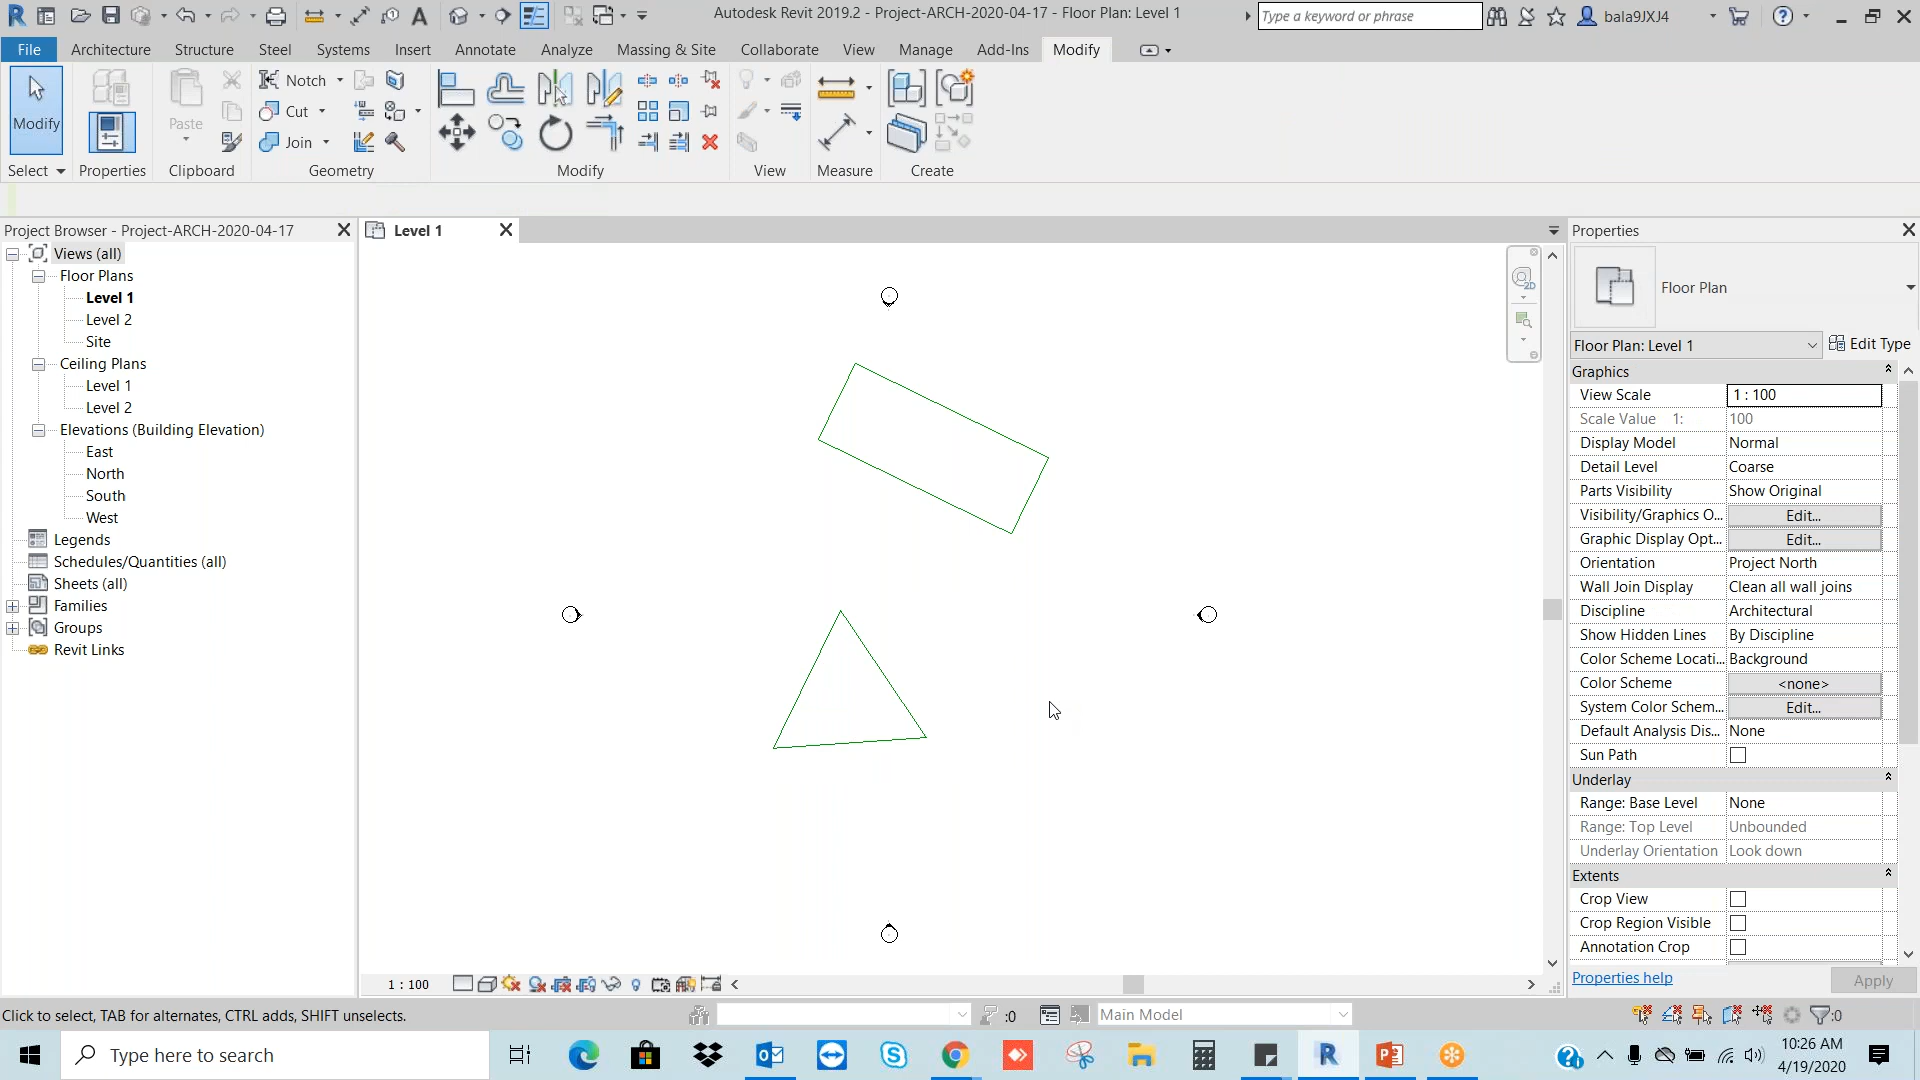 Autodesk Revit 2019.2 - Project-ARCH-2020-04-17 - Floor Plan: Level 1
Type a keyword or phrase
bala9JXJ4
File Architecture Structure Steel Systems Insert Annotate Analyze Massing & Site Collaborate View Manage Add-Ins Modify
Modify
Paste
Notch
Cut
Join
Select Properties Clipboard Geometry Modify View Measure Create
Project Browser - Project-ARCH-2020-04-17
Views (all)
Floor Plans
Level 1
Level 2
Site
Ceiling Plans
Level 1
Level 2
Elevations (Building Elevation)
East
North
South
West
Legends
Schedules/Quantities (all)
Sheets (all)
Families
Groups
Revit Links
Level 1
2D
Properties
Floor Plan
Floor Plan: Level 1
Edit Type
Graphics
View Scale 1 : 100
Scale Value 1: 100
Display Model Normal
Detail Level Coarse
Parts Visibility Show Original
Visibility/Graphics O... Edit...
Graphic Display Opt... Edit...
Orientation Project North
Wall Join Display Clean all wall joins
Discipline Architectural
Show Hidden Lines By Discipline
Color Scheme Locati... Background
Color Scheme <none>
System Color Schem... Edit...
Default Analysis Dis... None
Sun Path
Underlay
Range: Base Level None
Range: Top Level Unbounded
Underlay Orientation Look down
Extents
Crop View
Crop Region Visible
Annotation Crop
Properties help
Apply
1 : 100
Click to select, TAB for alternates, CTRL adds, SHIFT unselects.
:0
Main Model
:0
Type here to search
10:26 AM
4/19/2020